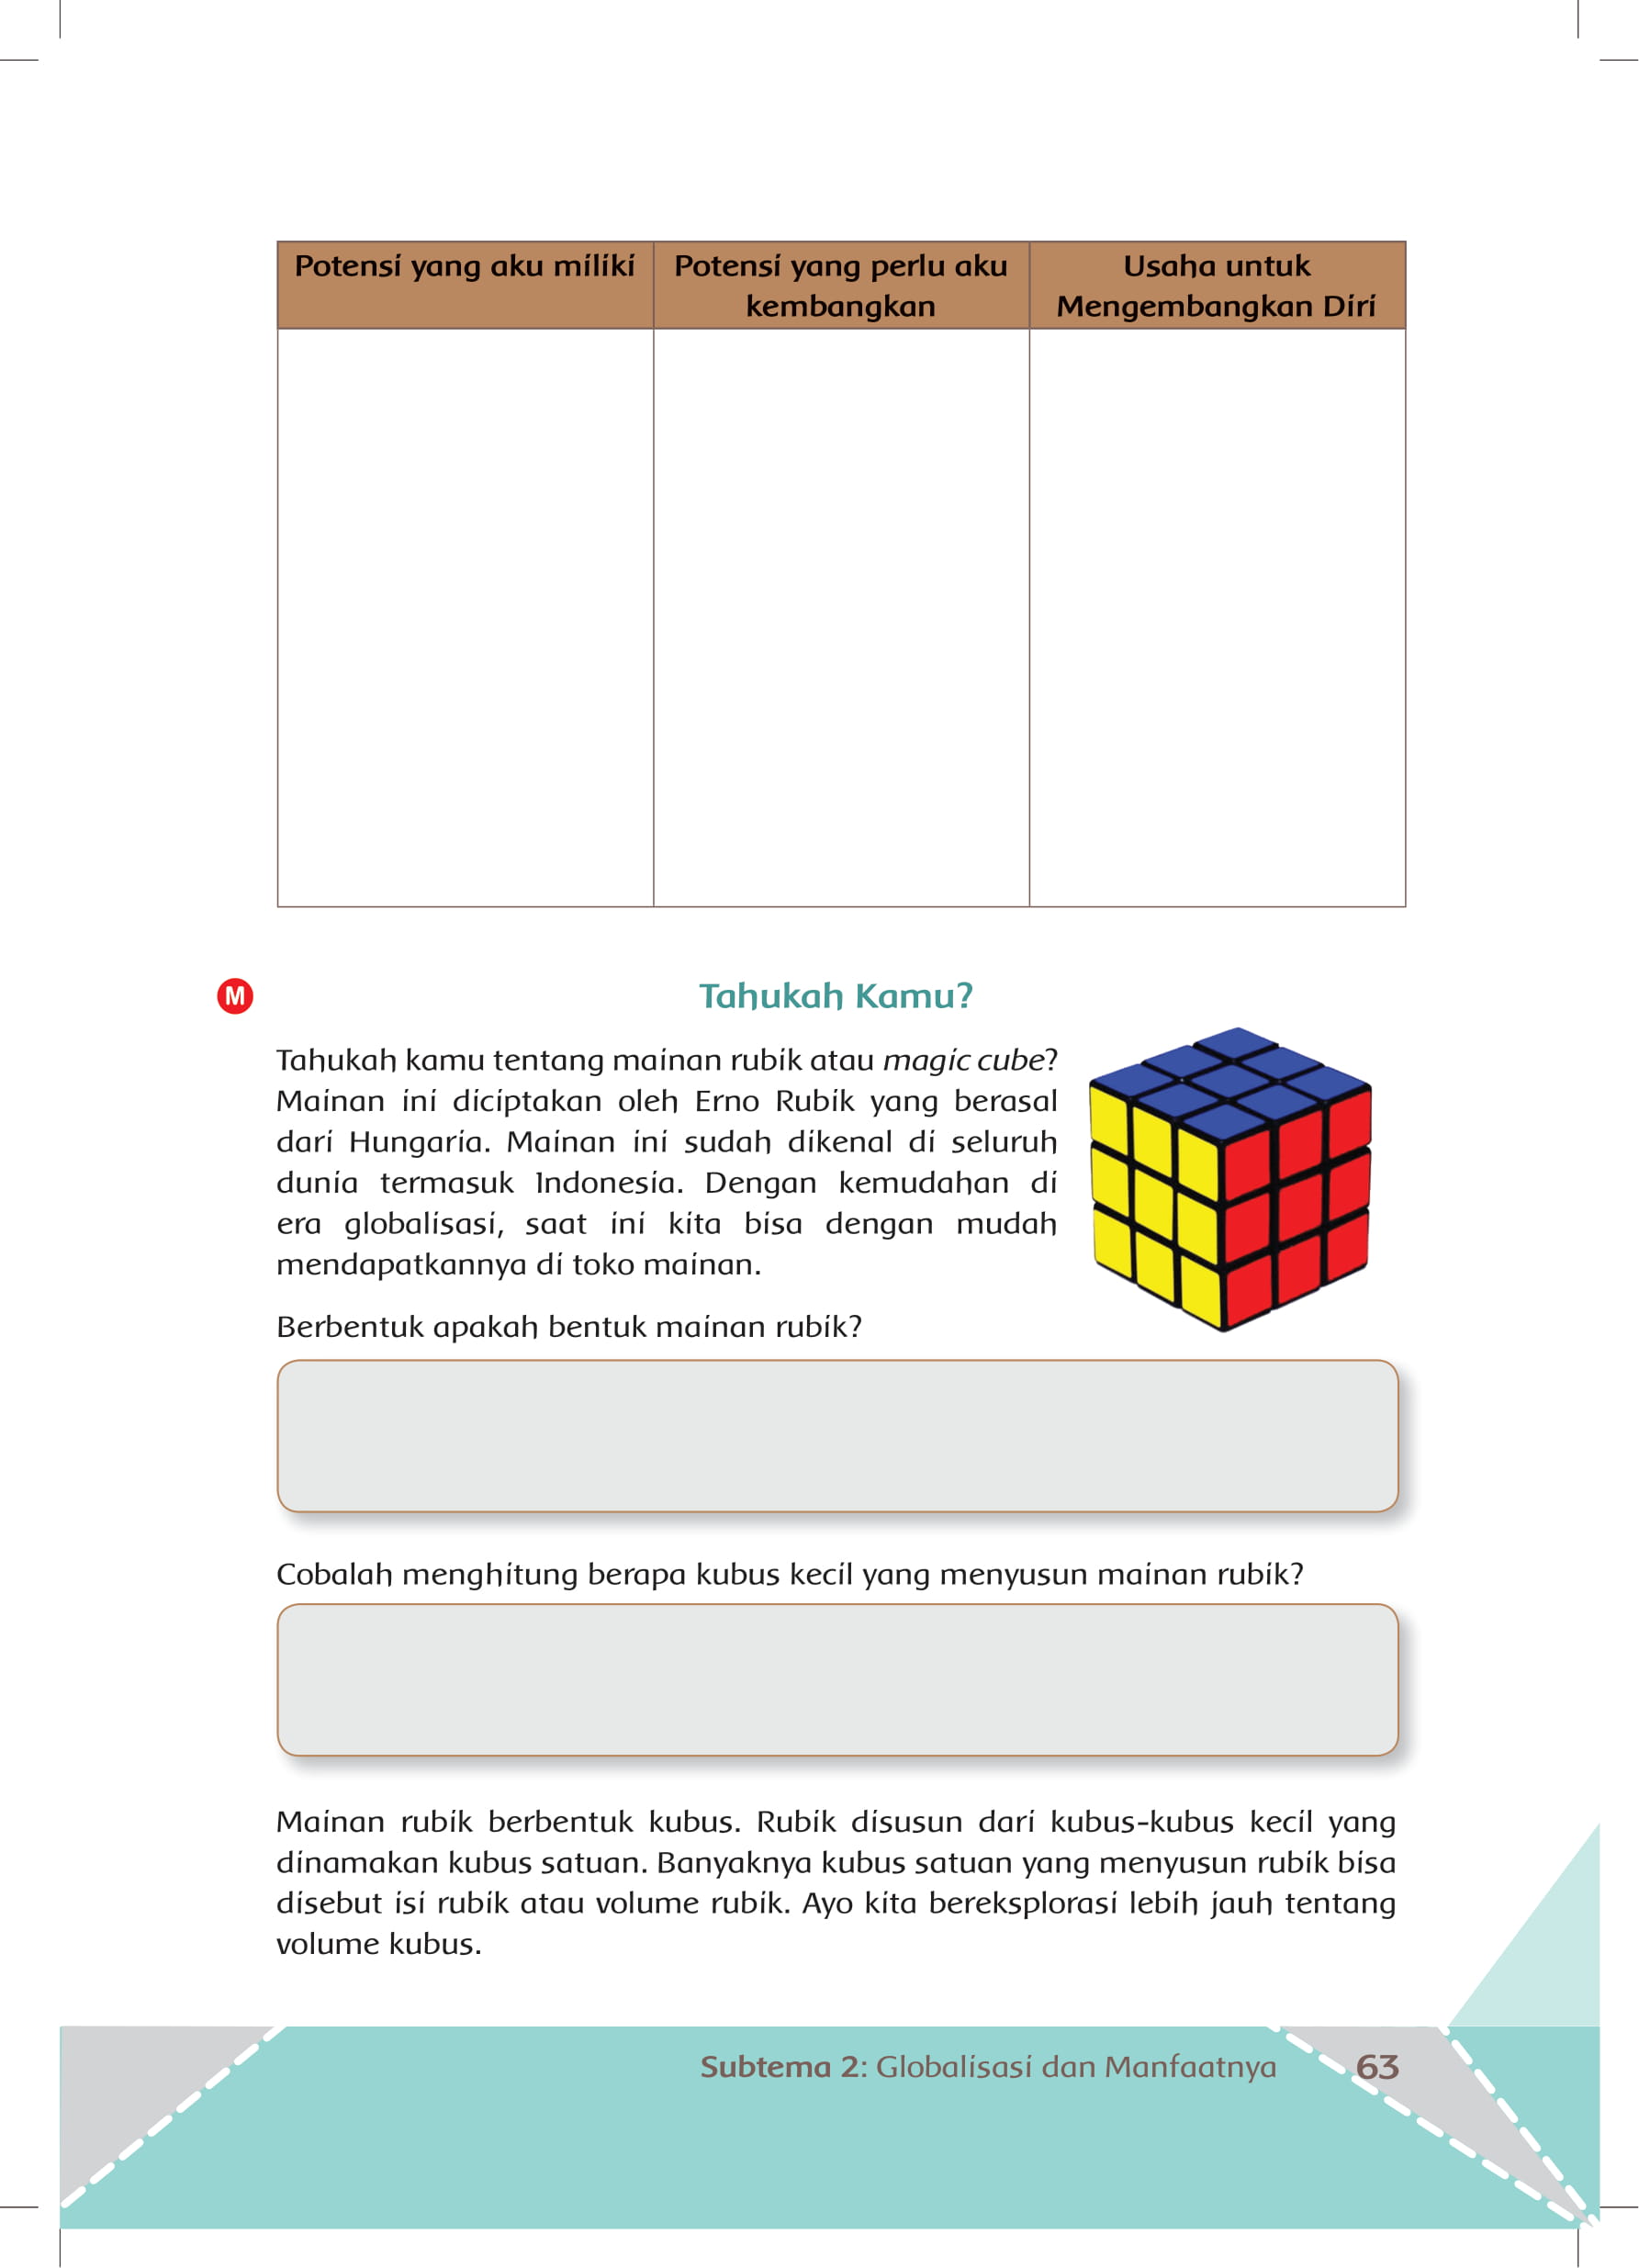 Potensi yang aku miliki
Potensi yang perlu aku
kembangkan
Usaha untuk
Mengembangkan Diri
M
Tahukah Kamu?
Tahukah kamu tentang mainan rubik atau magic cube?
Mainan ini diciptakan oleh Erno Rubik yang berasal
dari Hungaria. Mainan ini sudah dikenal di seluruh
dunia termasuk Indonesia. Dengan kemudahan di
era globalisasi, saat ini kita bisa dengan mudah
mendapatkannya di toko mainan.
Berbentuk apakah bentuk mainan rubik?
Cobalah menghitung berapa kubus kecil yang menyusun mainan rubik?
Mainan rubik berbentuk kubus. Rubik disusun dari kubus-kubus kecil yang
dinamakan kubus satuan. Banyaknya kubus satuan yang menyusun rubik bisa
disebut isi rubik atau volume rubik. Ayo kita bereksplorasi lebih jauh tentang
volume kubus.
Subtema 2: Globalisasi dan Manfaatnya 63